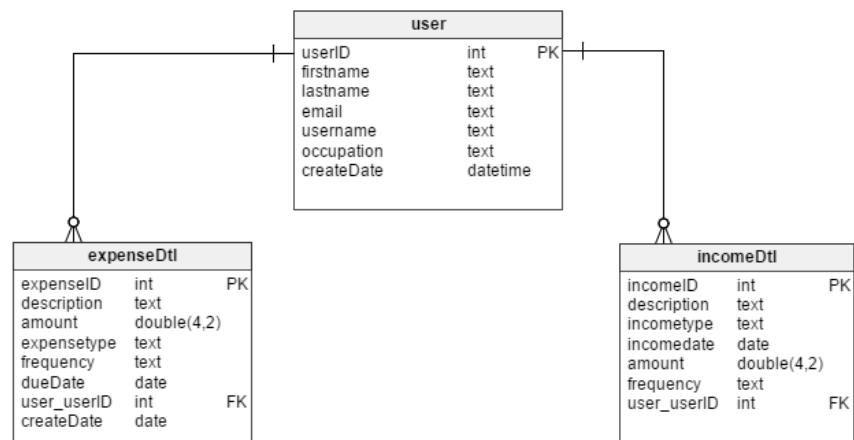 user
userID int PK
firstname text
lastname text
email text
username text
occupation text
createDate datetime
expenseDtl
expenseID int PK
description text
amount double(4,2)
expensetype text
frequency text
dueDate date
user_userID int FK
createDate date
incomeDtl
incomeID int PK
description text
incometype text
incomedate date
amount double(4,2)
frequency text
user_userID int FK